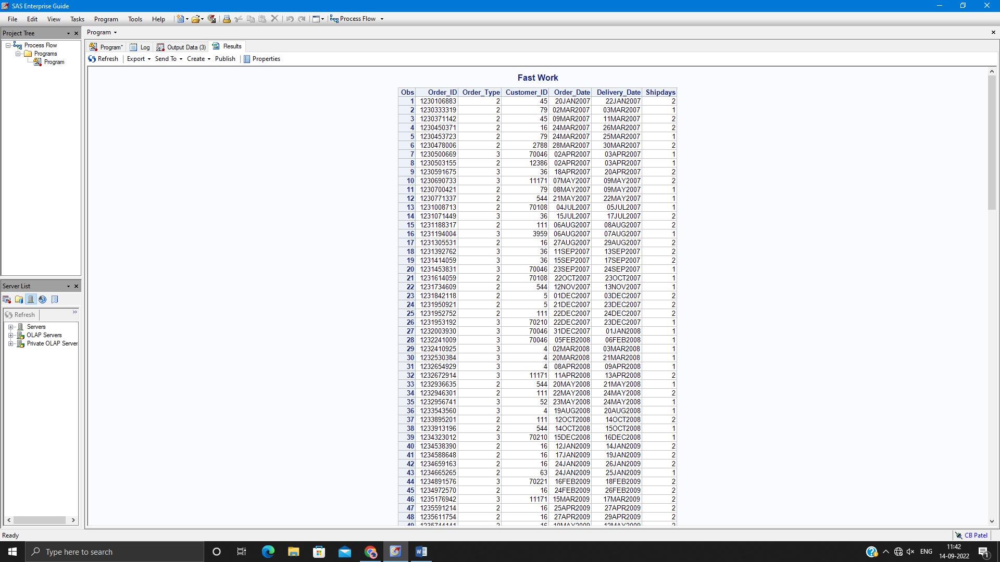 SAS Enterprise Guide
File Edit View Tasks Program Tools Help Process Flow
Project Tree
Process Flow
Programs
Program
Program
Program* Log Output Data (3) Results
Refresh Export Send To Create Publish Properties
Fast Work
Obs Order_ID Order_Type Customer_ID Order_Date Delivery_Date Shipdays
1 1230106883 2 45 20JAN2007 22JAN2007 2
2 1230333319 2 79 02MAR2007 03MAR2007 1
3 1230371142 2 45 09MAR2007 11MAR2007 2
4 1230450371 2 16 24MAR2007 26MAR2007 2
5 1230453723 2 79 24MAR2007 25MAR2007 1
6 1230478006 2 2788 28MAR2007 30MAR2007 2
7 1230500669 3 70046 02APR2007 03APR2007 1
8 1230503155 2 12386 02APR2007 03APR2007 1
9 1230591675 3 36 18APR2007 20APR2007 2
10 1230690733 3 11171 07MAY2007 09MAY2007 2
11 1230700421 2 79 08MAY2007 09MAY2007 1
12 1230771337 2 544 21MAY2007 22MAY2007 1
13 1231008713 2 70108 04JUL2007 05JUL2007 1
14 1231071449 3 36 15JUL2007 17JUL2007 2
15 1231188317 2 111 06AUG2007 08AUG2007 2
16 1231194004 3 3959 06AUG2007 07AUG2007 1
17 1231305531 2 16 27AUG2007 29AUG2007 2
18 1231392762 3 36 11SEP2007 13SEP2007 2
19 1231414059 3 36 15SEP2007 17SEP2007 2
20 1231453831 3 70046 23SEP2007 24SEP2007 1
21 1231614059 2 70108 22OCT2007 23OCT2007 1
22 1231734609 2 544 12NOV2007 13NOV2007 1
23 1231842118 2 5 01DEC2007 03DEC2007 2
24 1231950921 2 5 21DEC2007 23DEC2007 2
25 1231952752 2 111 22DEC2007 24DEC2007 2
26 1231953192 3 70210 22DEC2007 23DEC2007 1
27 1232003930 3 70046 31DEC2007 01JAN2008 1
28 1232241009 3 70046 05FEB2008 06FEB2008 1
29 1232410925 3 4 02MAR2008 03MAR2008 1
30 1232530384 3 4 20MAR2008 21MAR2008 1
31 1232654929 3 4 08APR2008 09APR2008 1
32 1232672914 3 11171 11APR2008 13APR2008 2
33 1232936635 2 544 20MAY2008 21MAY2008 1
34 1232946301 2 111 22MAY2008 24MAY2008 2
35 1232956741 3 52 23MAY2008 24MAY2008 1
36 1233543560 3 4 19AUG2008 20AUG2008 1
37 1233895201 2 111 12OCT2008 14OCT2008 2
38 1233913196 2 544 14OCT2008 15OCT2008 1
39 1234323012 3 70210 15DEC2008 16DEC2008 1
40 1234538390 2 16 12JAN2009 14JAN2009 2
41 1234588648 2 16 17JAN2009 19JAN2009 2
42 1234659163 2 16 24JAN2009 26JAN2009 2
43 1234665265 2 63 24JAN2009 25JAN2009 1
44 1234891576 3 70221 16FEB2009 18FEB2009 2
45 1234972570 2 16 24FEB2009 26FEB2009 2
46 1235176942 3 11171 15MAR2009 17MAR2009 2
47 1235591214 2 16 25APR2009 27APR2009 2
48 1235611754 2 16 27APR2009 29APR2009 2
Server List
Refresh
Servers
OLAP Servers
Private OLAP Server
Ready
CB Patel
Type here to search
ENG
11:42
14-09-2022
1